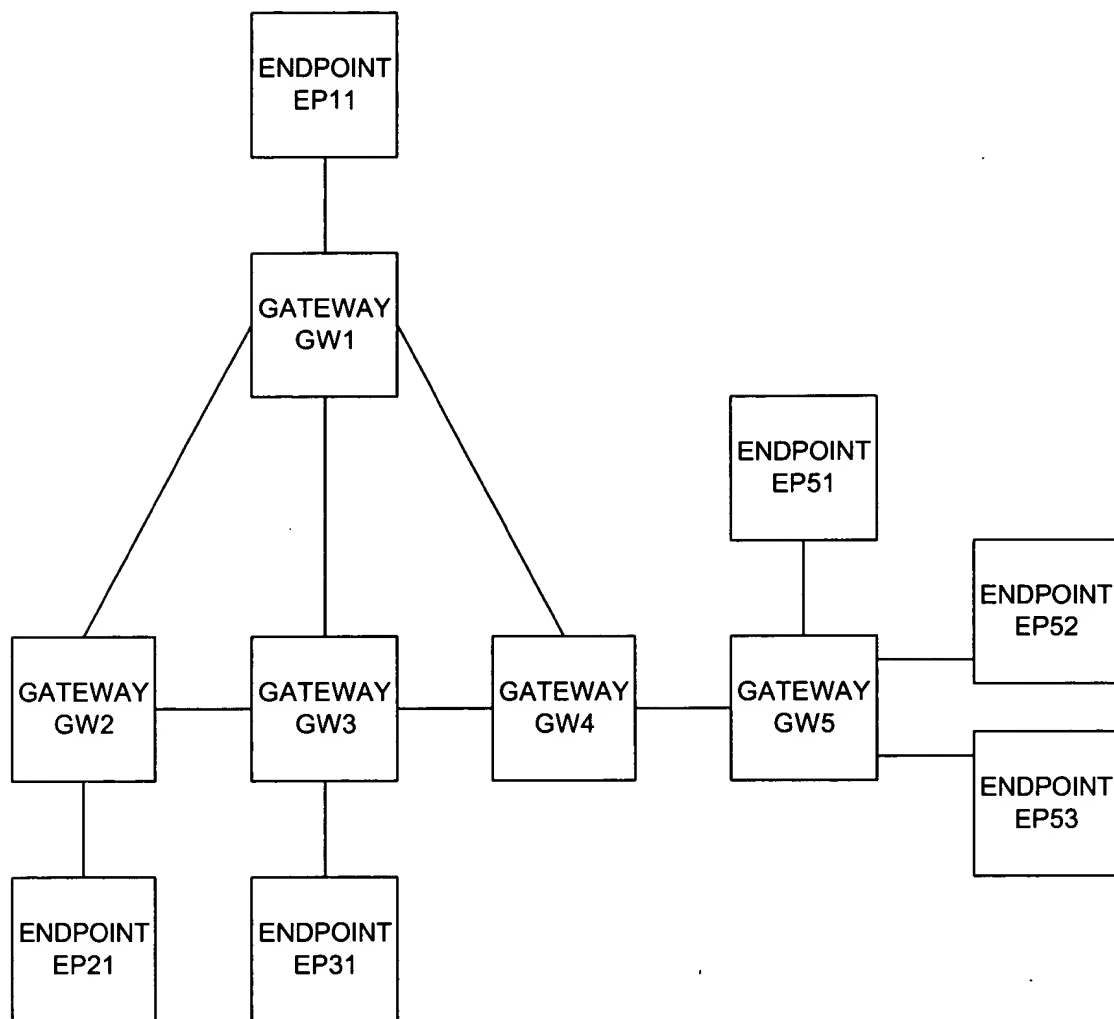 ENDPOINT
EP11
GATEWAY
GW1
ENDPOINT
EP51
ENDPOINT
EP52
GATEWAY
GW2
GATEWAY
GW3
GATEWAY
GW4
GATEWAY
GW5
ENDPOINT
EP53
ENDPOINT
EP21
ENDPOINT
EP31